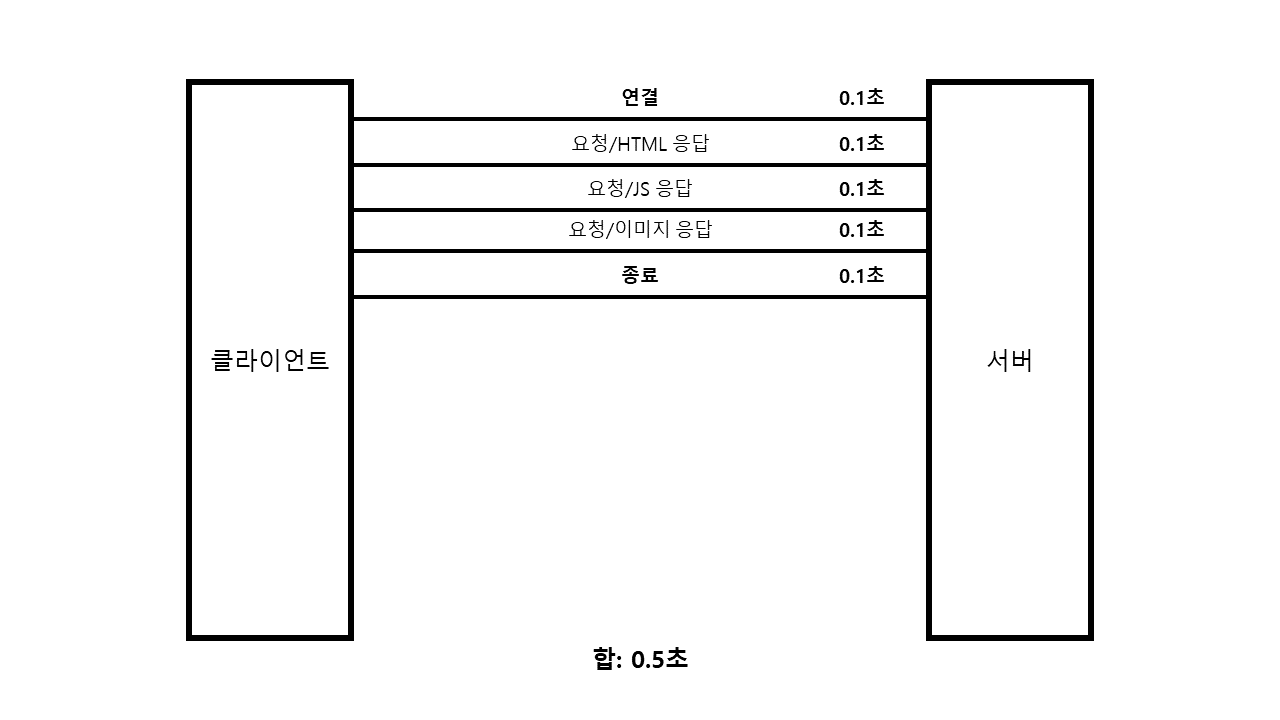 연결 0.1초
요청/HTML 응답 0.1초
요청/JS 응답 0.1초
요청/이미지 응답 0.1초
종료 0.1초
클라이언트
서버
합: 0.5초